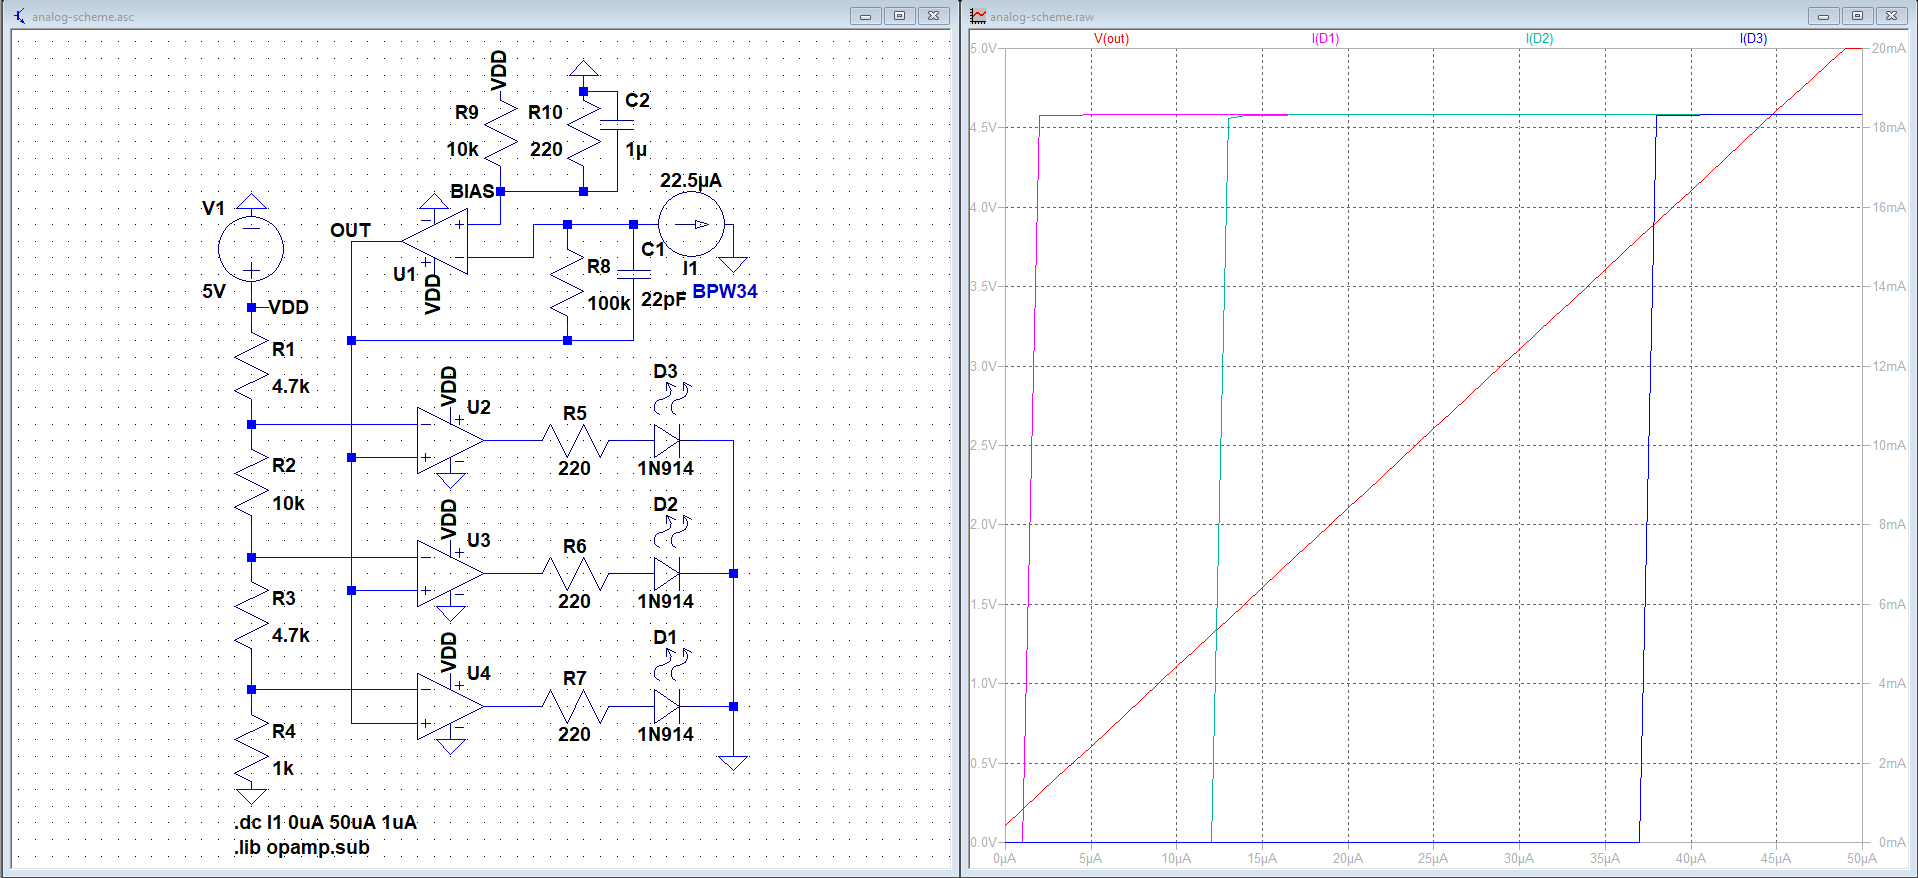 analog-scheme.asc
VDD
C2
R9
R10
10k
220
1µ
22.5µA
BIAS
V1
OUT
C1
I1
U1
R8
5V
VDD
100k
22pF
BPW34
VDD
R1
4.7k
D3
VDD
U2
R5
R2
220
1N914
10k
D2
VDD
U3
R6
R3
220
1N914
4.7k
D1
VDD
U4
R7
R4
220
1N914
1k
.dc I1 0uA 50uA 1uA
.lib opamp.sub
analog-scheme.raw
V(out) I(D1) I(D2) I(D3)
5.0V 20mA
4.5V 18mA
4.0V 16mA
3.5V 14mA
3.0V 12mA
2.5V 10mA
2.0V 8mA
1.5V 6mA
1.0V 4mA
0.5V 2mA
0.0V 0mA
0µA 5µA 10µA 15µA 20µA 25µA 30µA 35µA 40µA 45µA 50µA